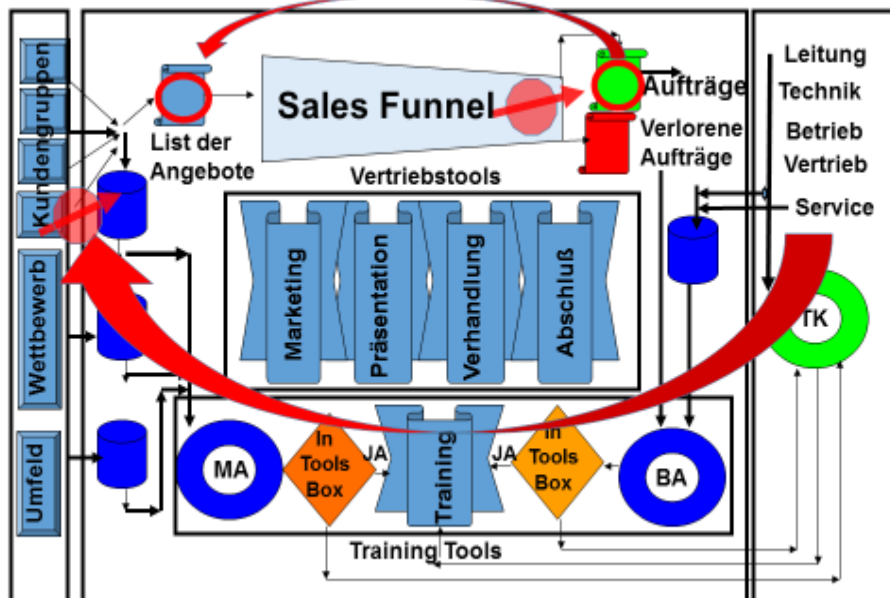 Kundengruppen
Wettbewerb
Umfeld
List der
Angebote
Sales Funnel
Aufträge
Verlorene
Aufträge
Leitung
Technik
Betrieb
Vertrieb
Service
TK
Vertriebstools
Marketing
Präsentation
Verhandlung
Abschluß
MA
In
Tools
Box
JA
Training
JA
In
Tools
Box
BA
Training Tools